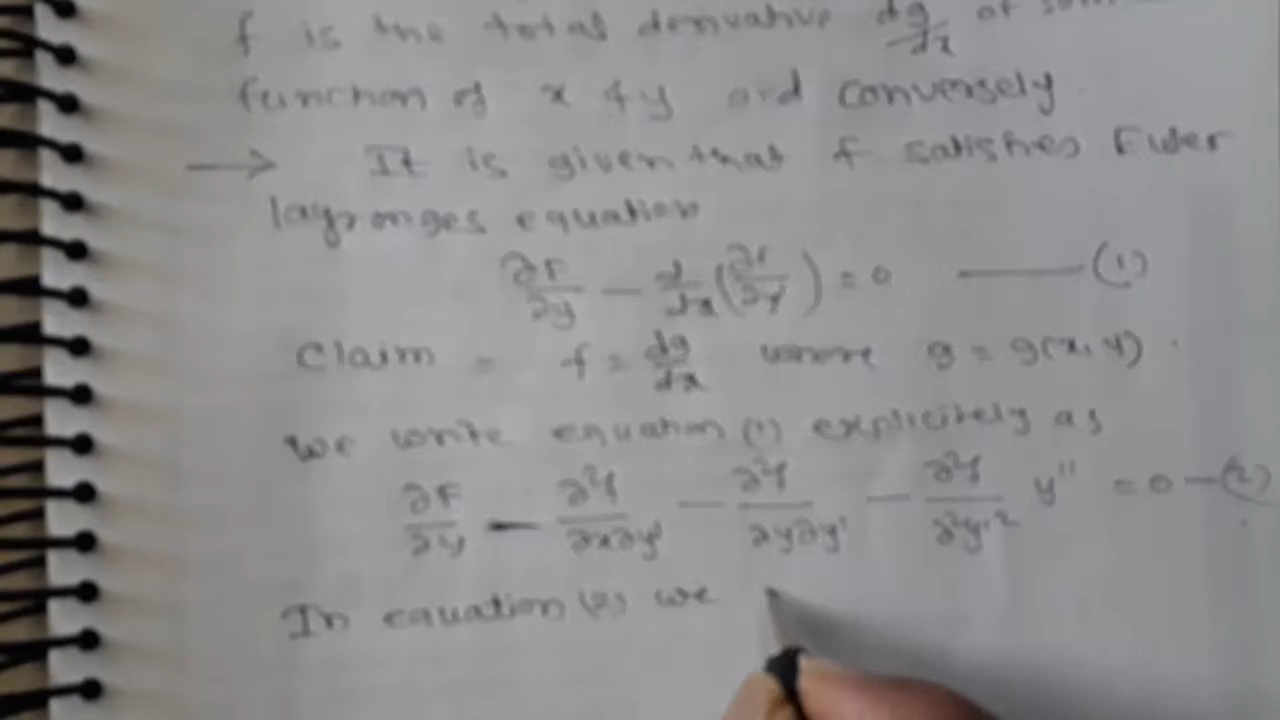 f is the total derivative dg/dx of
function of x & y and conversely
→ It is given that f satisfies Euler
lagranges equation
∂F/∂y − d/dx(∂f/∂y') = 0 —— (1)
Claim = f = dg/dx where g = g(x, y).
We write equation (1) explicitely as
∂F/∂y − ∂²f/∂x∂y' − ∂²f/∂y∂y' − ∂²f/∂²y'² y'' = 0 — (2)
In equation (2) we